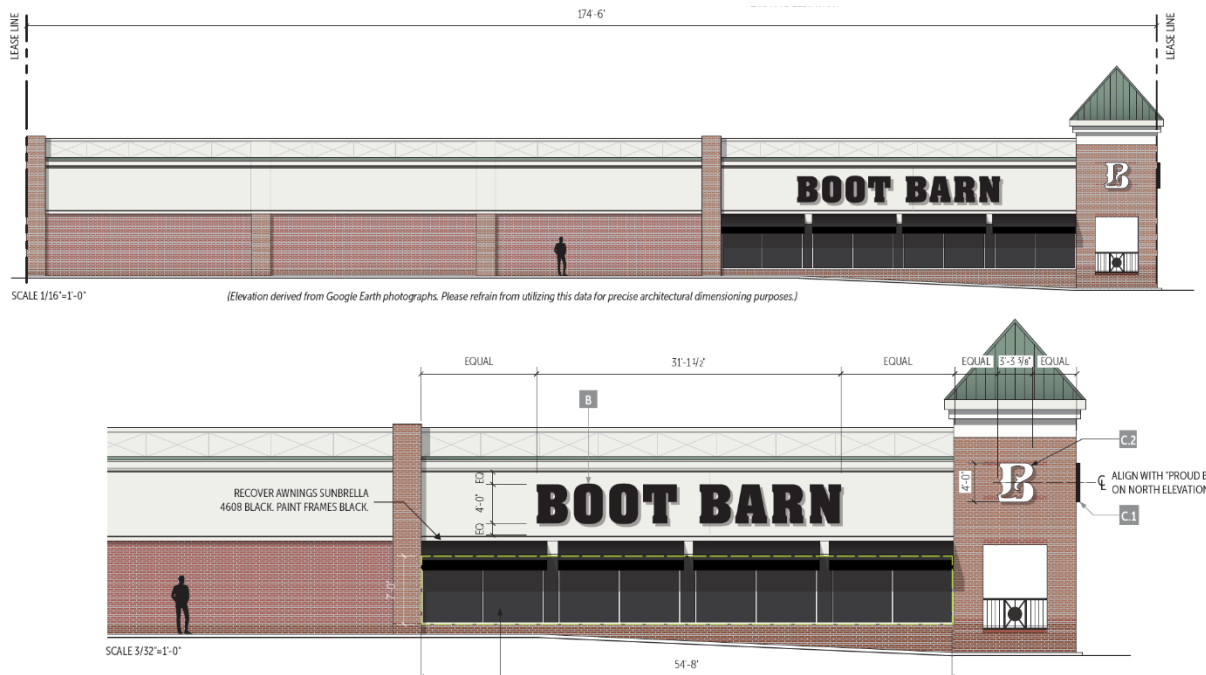 174'-6"
LEASE LINE
LEASE LINE
B
BOOT BARN
SCALE 1/16"=1'-0"
(Elevation derived from Google Earth photographs. Please refrain from utilizing this data for precise architectural dimensioning purposes.)
EQUAL
31'-1 1/2"
EQUAL
EQUAL
3'-3 3/8"
EQUAL
B
C.2
RECOVER AWNINGS SUNBRELLA
4608 BLACK. PAINT FRAMES BLACK.
EQ
4'-0"
EQ
BOOT BARN
4'-0"
B
ALIGN WITH "PROUD B
ON NORTH ELEVATION
C.1
7'-0"
SCALE 3/32"=1'-0"
54'-8"